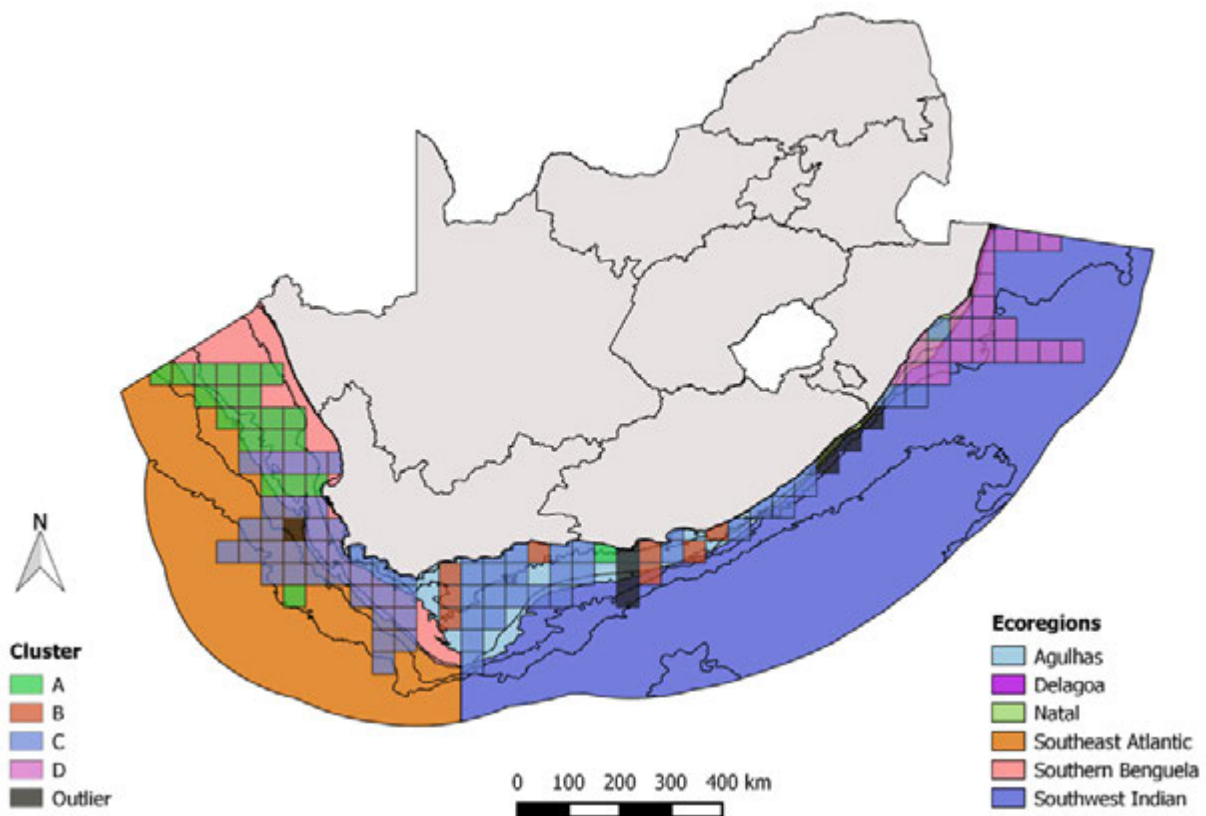 N
Cluster
A
B
C
D
Outlier
0 100 200 300 400 km
Ecoregions
Agulhas
Delagoa
Natal
Southeast Atlantic
Southern Benguela
Southwest Indian